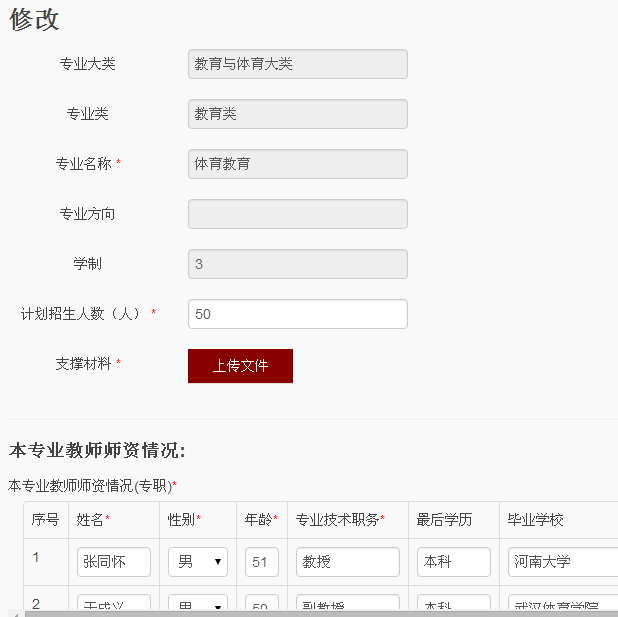 修改
专业大类 教育与体育大类
专业类 教育类
专业名称 * 体育教育
专业方向
学制 3
计划招生人数（人） * 50
支撑材料 * 上传文件
本专业教师师资情况:
本专业教师师资情况(专职)*
序号 姓名* 性别* 年龄* 专业技术职务* 最后学历 毕业学校
1 张同怀 男 51 教授 本科 河南大学
2 于成义 男 50 副教授 本科 武汉体育学院